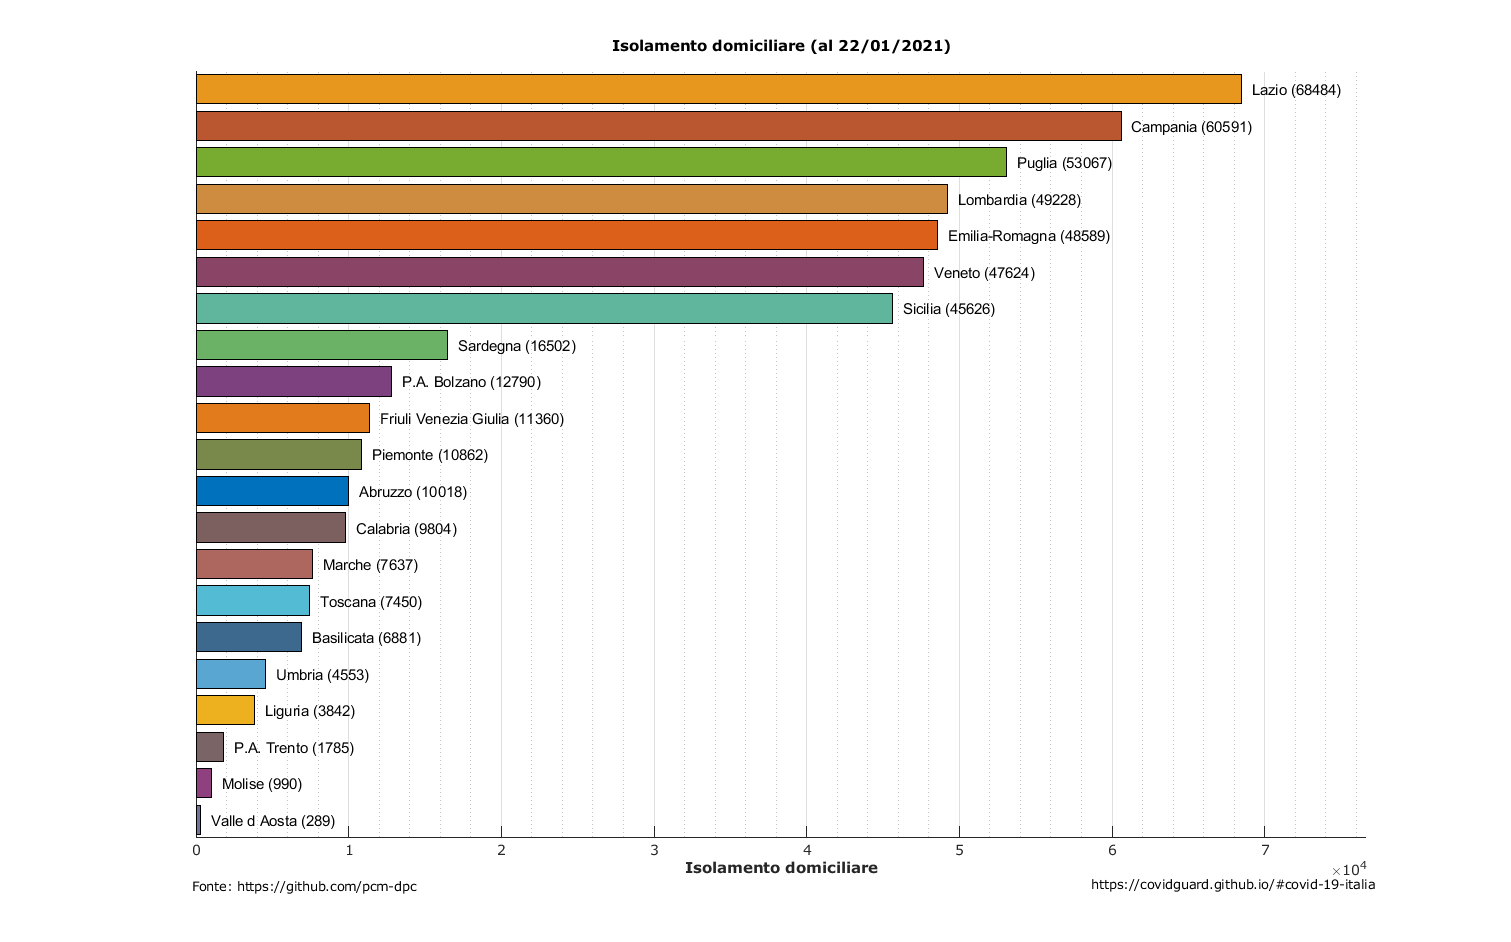 Isolamento domiciliare (al 22/01/2021)
Lazio (68484)
Campania (60591)
Puglia (53067)
Lombardia (49228)
Emilia-Romagna (48589)
Veneto (47624)
Sicilia (45626)
Sardegna (16502)
P.A. Bolzano (12790)
Friuli Venezia Giulia (11360)
Piemonte (10862)
Abruzzo (10018)
Calabria (9804)
Marche (7637)
Toscana (7450)
Basilicata (6881)
Umbria (4553)
Liguria (3842)
P.A. Trento (1785)
Molise (990)
Valle d Aosta (289)
0 1 2 3 4 5 6 7
×10⁴
Isolamento domiciliare
Fonte: https://github.com/pcm-dpc
https://covidguard.github.io/#covid-19-italia